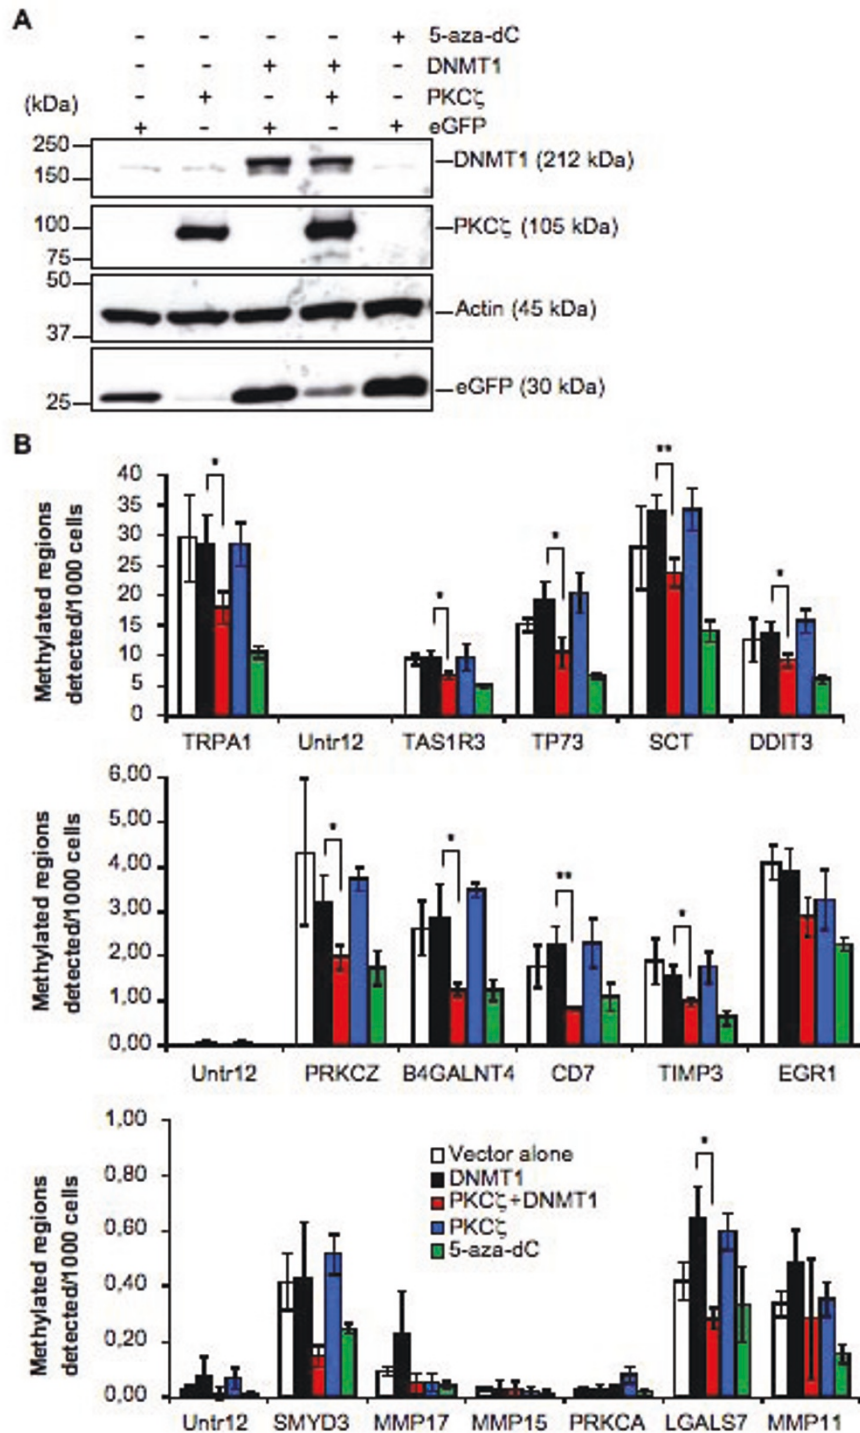 A
- - - - + 5-aza-dC
- - + + - DNMT1
(kDa) - + - + - PKCζ
+ - + - + eGFP
250
150
DNMT1 (212 kDa)
100
75
PKCζ (105 kDa)
50
37
Actin (45 kDa)
25
eGFP (30 kDa)
B
Methylated regions
detected/1000 cells
40
35
30
25
20
15
10
5
0
* * * ** *
TRPA1 Untr12 TAS1R3 TP73 SCT DDIT3
Methylated regions
detected/1000 cells
6,00
5,00
4,00
3,00
2,00
1,00
0,00
* * ** *
Untr12 PRKCZ B4GALNT4 CD7 TIMP3 EGR1
Methylated regions
detected/1000 cells
1,00
0,80
0,60
0,40
0,20
0,00
Vector alone
DNMT1
PKCζ+DNMT1
PKCζ
5-aza-dC
*
Untr12 SMYD3 MMP17 MMP15 PRKCA LGALS7 MMP11